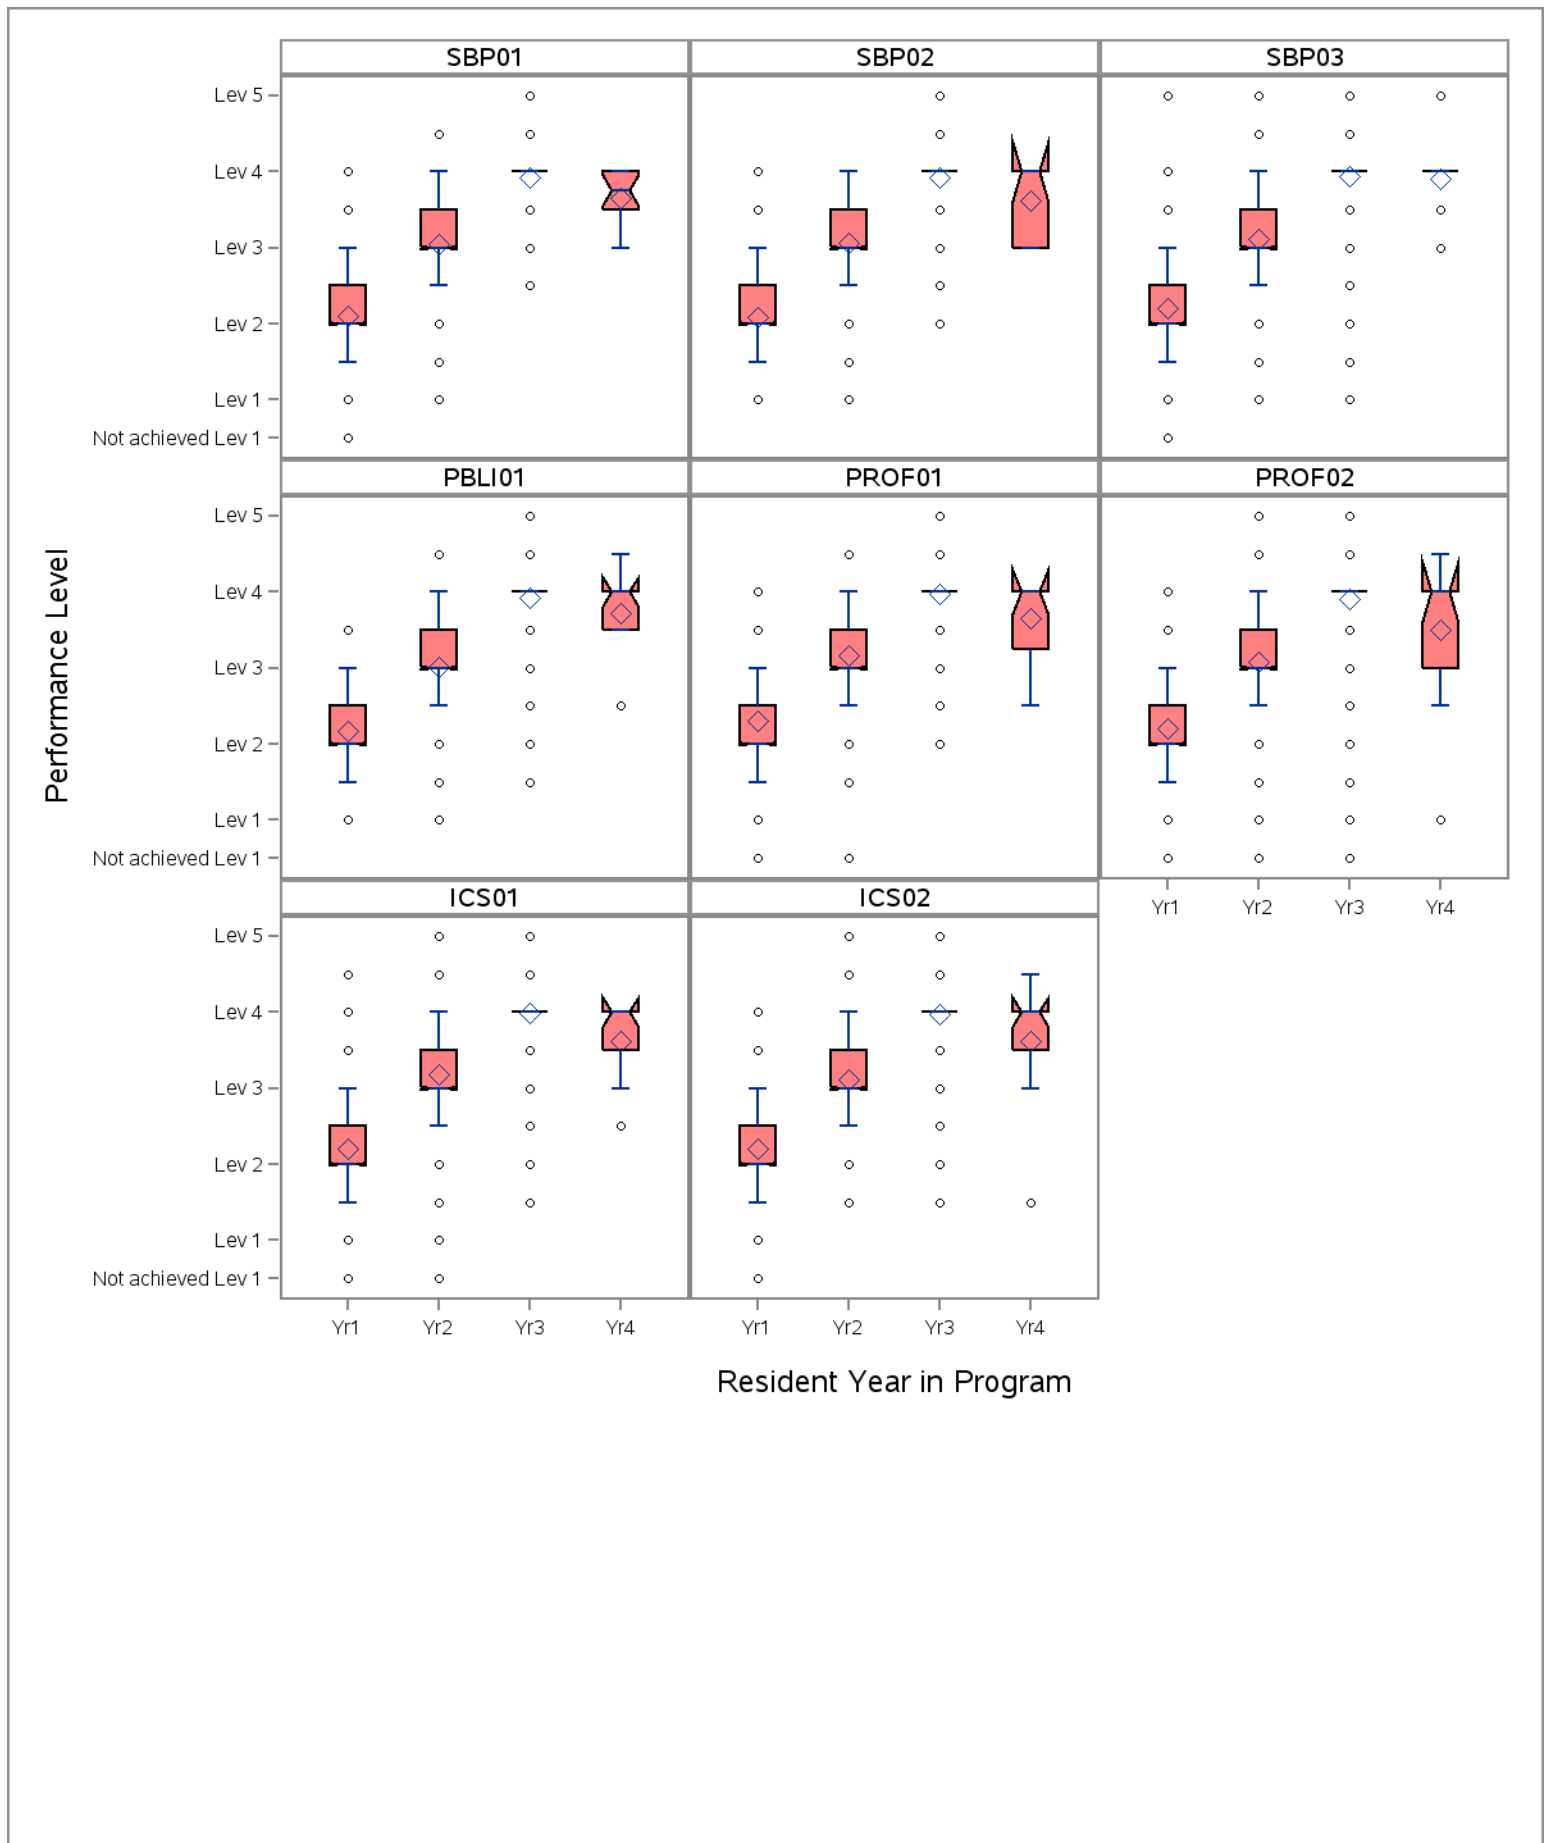 SBP01 SBP02 SBP03
Lev 5
Lev 4
Lev 3
Lev 2
Lev 1
Not achieved Lev 1
PBLI01 PROF01 PROF02
Performance Level
Lev 5
Lev 4
Lev 3
Lev 2
Lev 1
Not achieved Lev 1
ICS01 ICS02
Yr1 Yr2 Yr3 Yr4
Lev 5
Lev 4
Lev 3
Lev 2
Lev 1
Not achieved Lev 1
Yr1 Yr2 Yr3 Yr4 Yr1 Yr2 Yr3 Yr4
Resident Year in Program